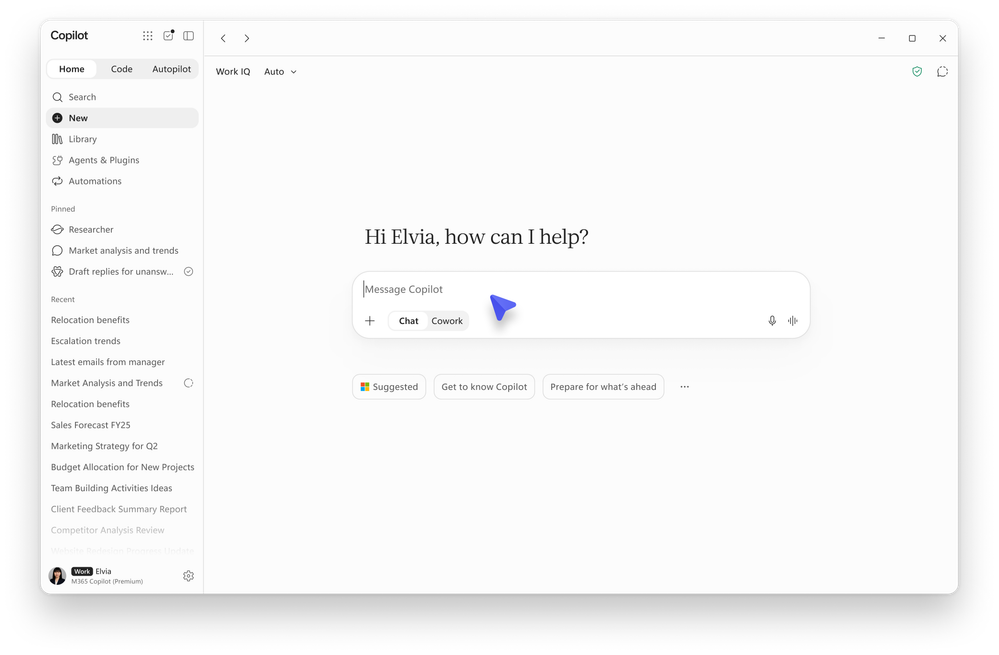 Copilot
Home Code Autopilot
Search
New
Library
Agents & Plugins
Automations
Pinned
Researcher
Market analysis and trends
Draft replies for unansw...
Recent
Relocation benefits
Escalation trends
Latest emails from manager
Market Analysis and Trends
Relocation benefits
Sales Forecast FY25
Marketing Strategy for Q2
Budget Allocation for New Projects
Team Building Activities Ideas
Client Feedback Summary Report
Competitor Analysis Review
Website Redesign Progress Update
Work Elvia
M365 Copilot (Premium)
Work IQ Auto
Hi Elvia, how can I help?
Message Copilot
Chat Cowork
Suggested Get to know Copilot Prepare for what's ahead ...